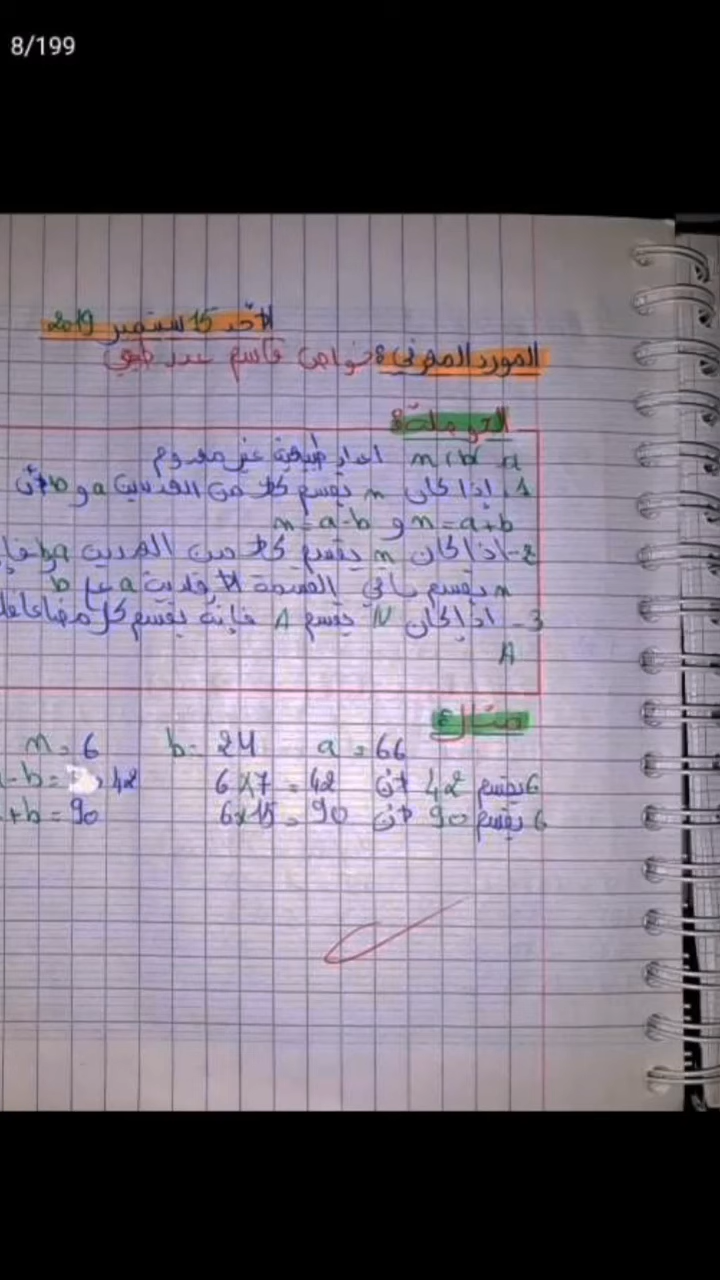 8/199
الأحد 15 سبتمبر 2019
المورد المعرفي: خواص قاسم عدد طبيعي
الحوصلة:
a و b و n أعداد طبيعية غير معدوم
1. إذا كان n يقسم كلا من العددين a و b فإن
n = a+b و n = a-b
2- إذا كان n يقسم كلا من العددين a و b فإن
n يقسم باقي القسمة الإقليدية a على b
3- إذا كان N يقسم A فإنه يقسم كل مضاعفات
A
مثال:
a = 66 b = 24 n = 6
6 يقسم 42 لأن 6x7 = 42 -b = 42
6 يقسم 90 لأن 6x15 = 90 +b = 90